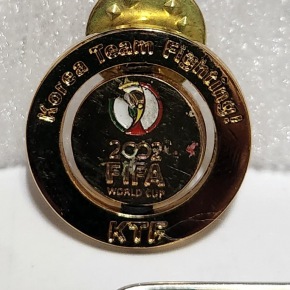 Korea Team Fighting!
2002
FIFA
WORLD CUP
KTF